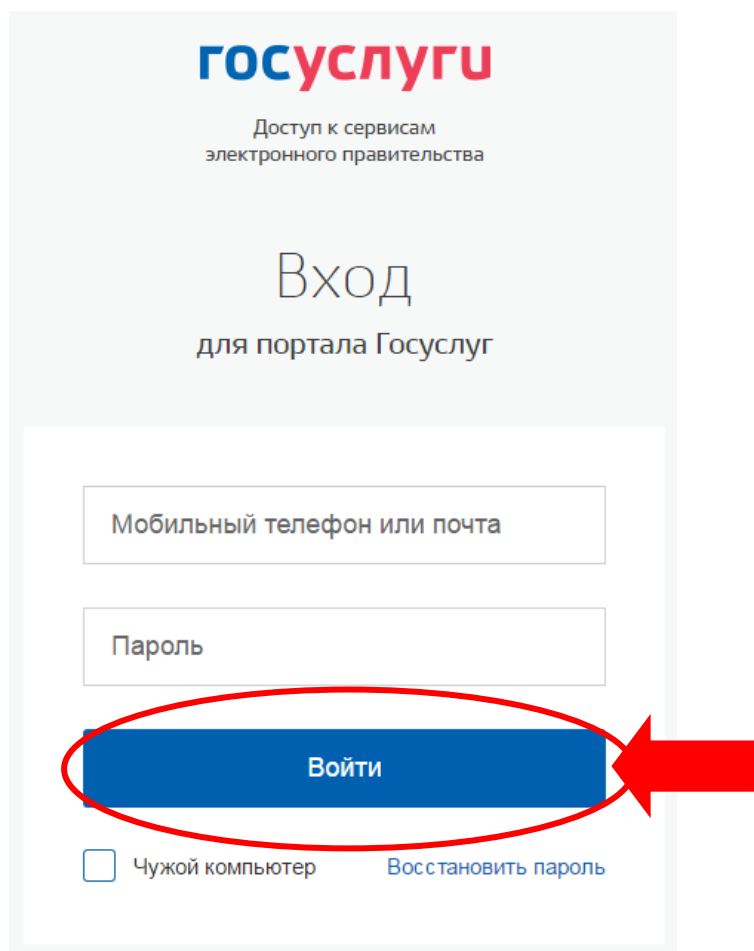 госуслуги
Доступ к сервисам
электронного правительства
Вход
для портала Госуслуг
Мобильный телефон или почта
Пароль
Войти
Чужой компьютер Восстановить пароль